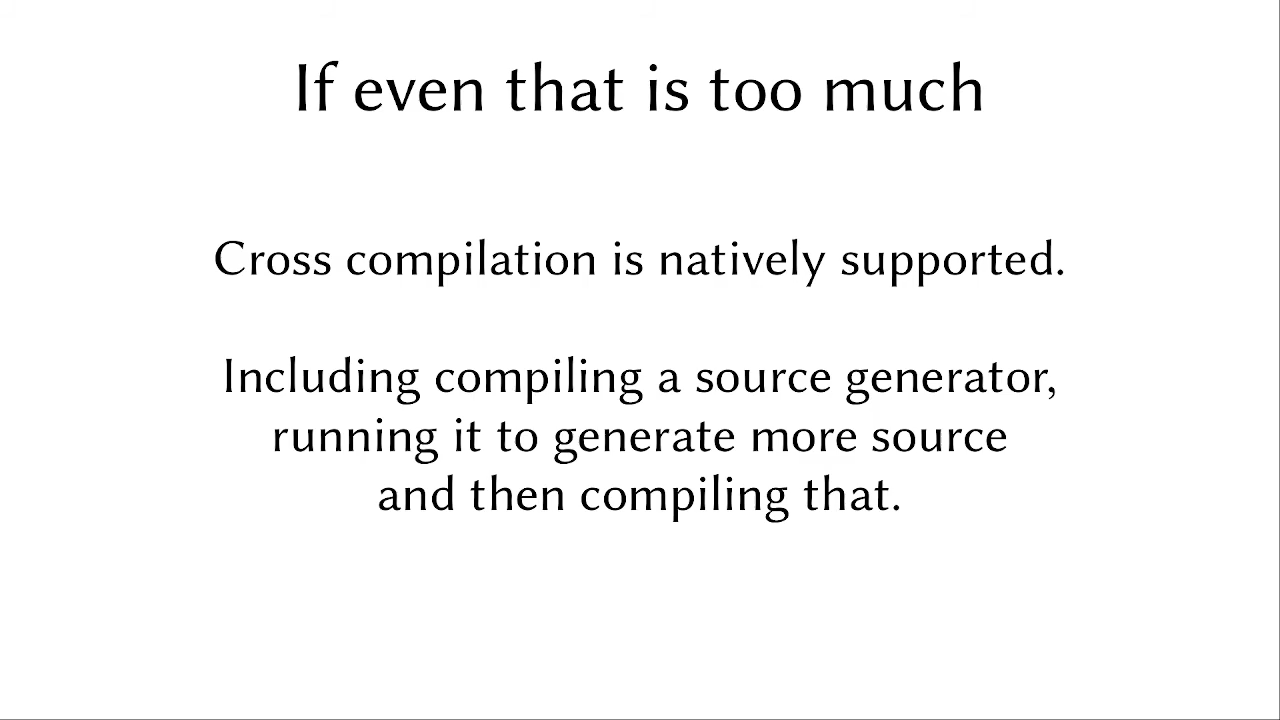 If even that is too much
Cross compilation is natively supported.
Including compiling a source generator,
running it to generate more source
and then compiling that.